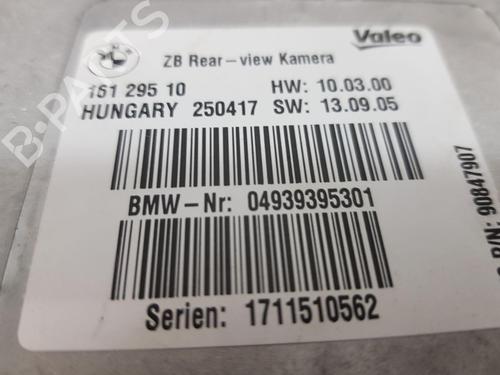 Valeo
ZB Rear-view Kamera
161 295 10 HW: 10.03.00
HUNGARY 250417 SW: 13.09.05
BMW-Nr: 04939395301
Serien: 1711510562
P/N: 90847907
B-PARTS